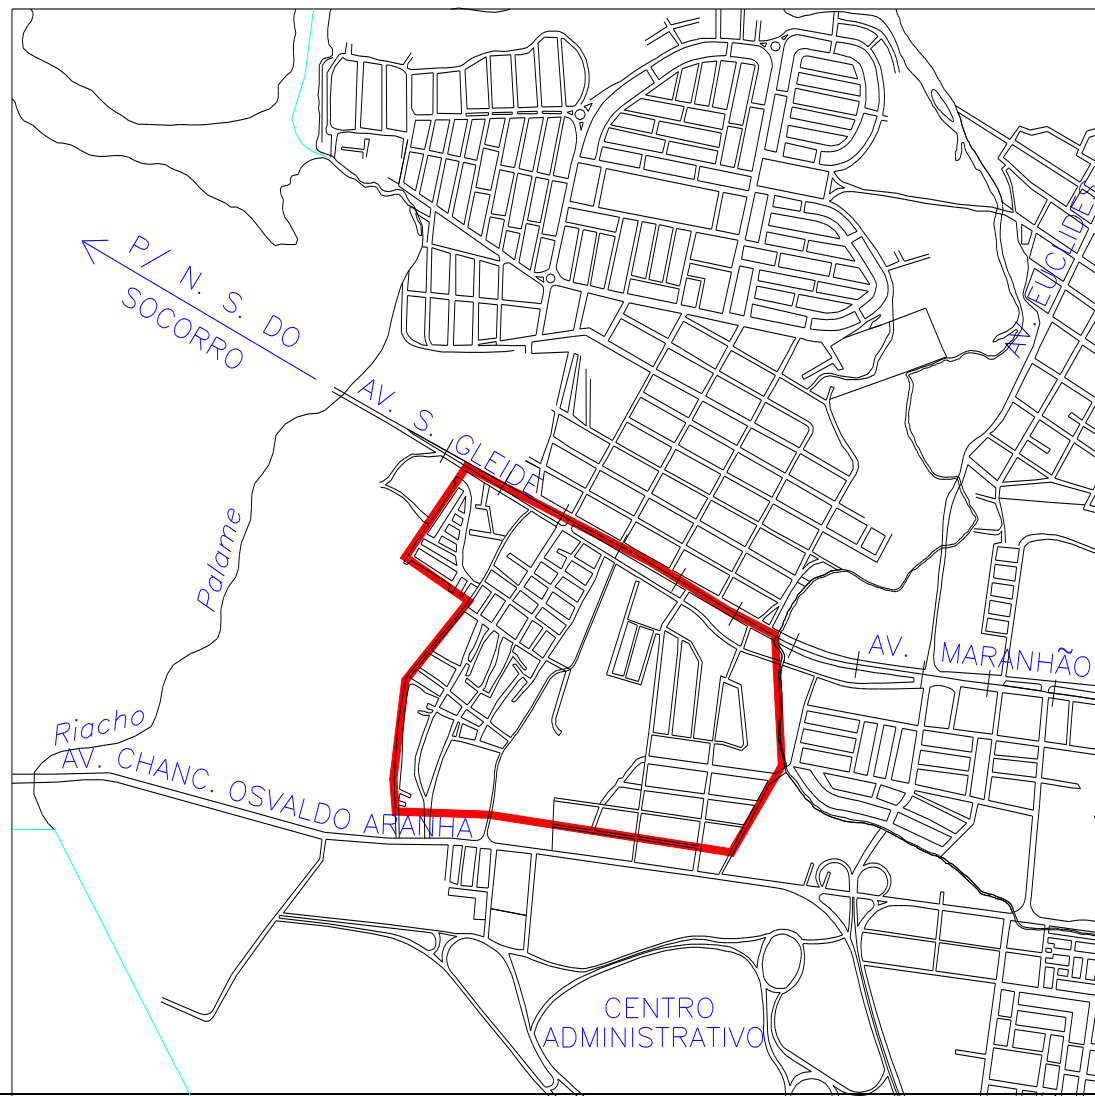 P/ N. S. DO
SOCORRO
AV. EUCLIDES
AV. S. GLEIDE
Palame
AV. MARANHÃO
Riacho
AV. CHANC. OSVALDO ARANHA
CENTRO
ADMINISTRATIVO